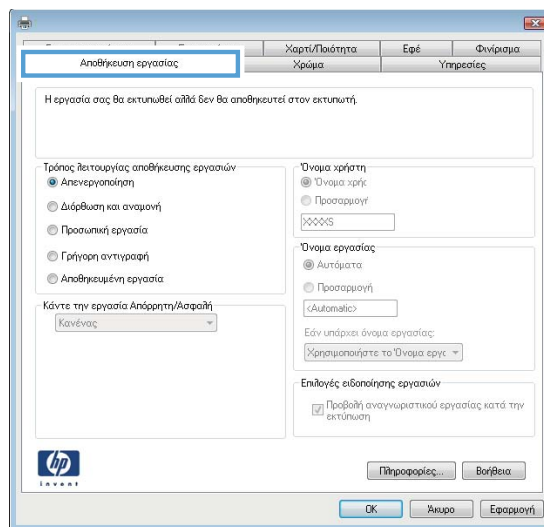 Χαρτί/Ποιότητα
Εφέ
Φινίρισμα
Αποθήκευση εργασίας
Χρώμα
Υπηρεσίες
Η εργασία σας θα εκτυπωθεί αλλά δεν θα αποθηκευτεί στον εκτυπωτή.
Τρόπος λειτουργίας αποθήκευσης εργασιών
Απενεργοποίηση
Διόρθωση και αναμονή
Προσωπική εργασία
Γρήγορη αντιγραφή
Αποθηκευμένη εργασία
Κάντε την εργασία Απόρρητη/Ασφαλή
Κανένας
Όνομα χρήστη
Όνομα χρής
Προσαρμογή
XXXXS
Όνομα εργασίας
Αυτόματα
Προσαρμογή
<Automatic>
Εάν υπάρχει όνομα εργασίας:
Χρησιμοποιήστε το Όνομα εργς
Επιλογές ειδοποίησης εργασιών
Προβολή αναγνωριστικού εργασίας κατά την
εκτύπωση
hp
invent
Πληροφορίες...
Βοήθεια
OK
Άκυρο
Εφαρμογή